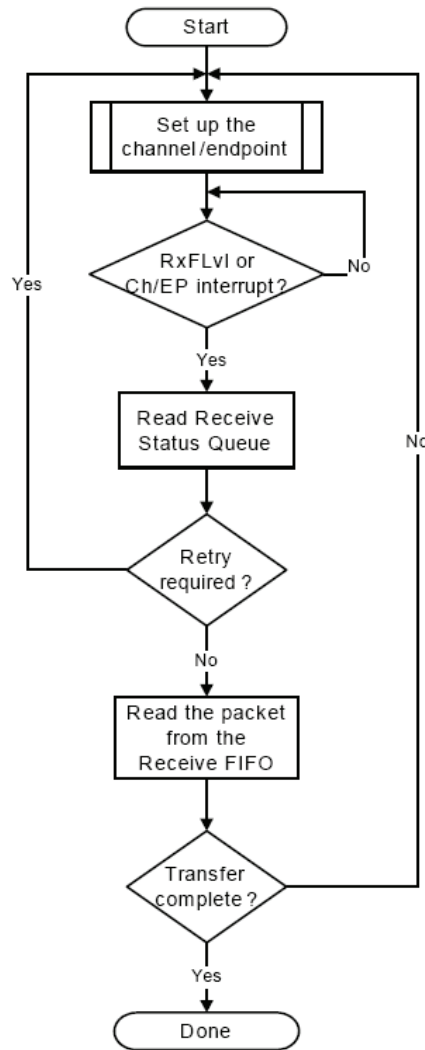 Start
Set up the
channel/endpoint
RxFLvl or
Ch/EP interrupt?
No
Yes
Yes
Read Receive
Status Queue
No
Retry
required ?
No
Read the packet
from the
Receive FIFO
Transfer
complete ?
Yes
Done